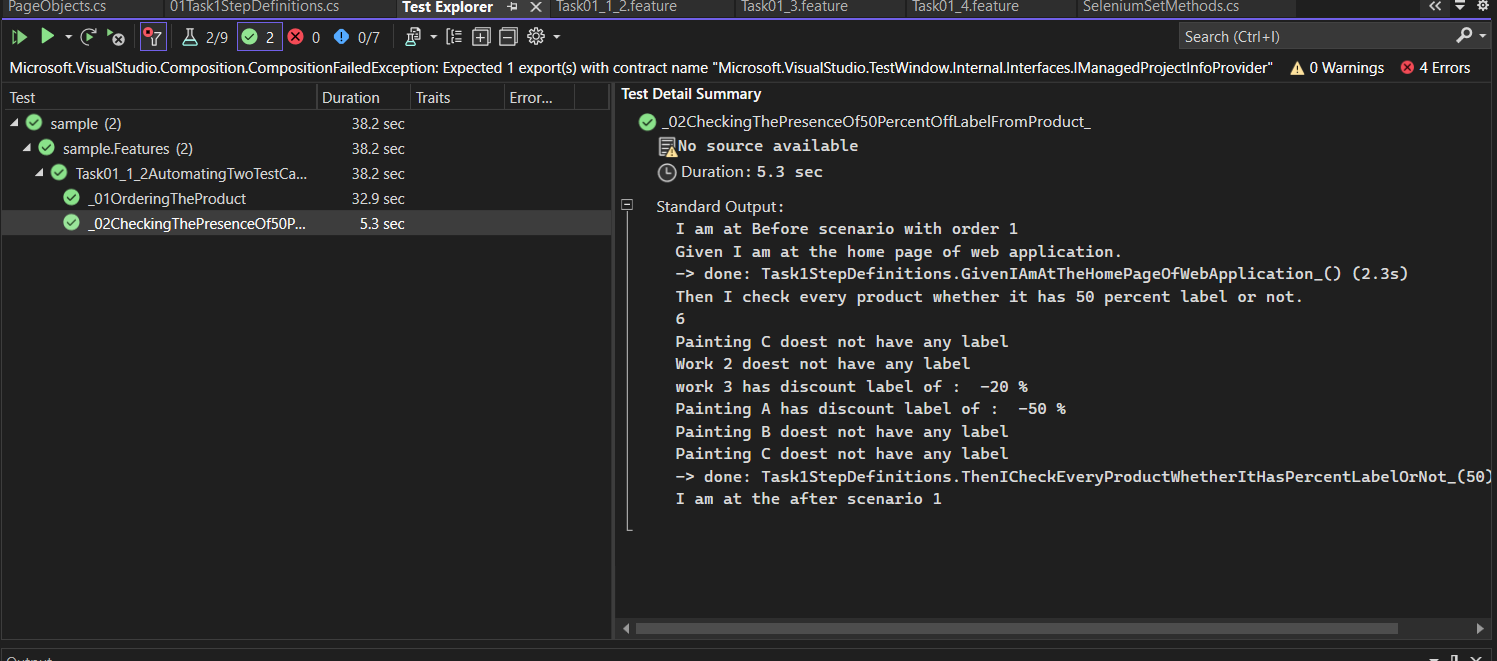 PageObjects.cs 01Task1StepDefinitions.cs Test Explorer Task01_1_2.feature Task01_3.feature Task01_4.feature SeleniumSetMethods.cs
2/9 2 0 0/7 Search (Ctrl+I)
Microsoft.VisualStudio.Composition.CompositionFailedException: Expected 1 export(s) with contract name "Microsoft.VisualStudio.TestWindow.Internal.Interfaces.IManagedProjectInfoProvider" 0 Warnings 4 Errors
Test Duration Traits Error...
sample (2) 38.2 sec
sample.Features (2) 38.2 sec
Task01_1_2AutomatingTwoTestCa... 38.2 sec
_01OrderingTheProduct 32.9 sec
_02CheckingThePresenceOf50P... 5.3 sec
Test Detail Summary
_02CheckingThePresenceOf50PercentOffLabelFromProduct_
No source available
Duration: 5.3 sec
Standard Output:
I am at Before scenario with order 1
Given I am at the home page of web application.
-> done: Task1StepDefinitions.GivenIAmAtTheHomePageOfWebApplication_() (2.3s)
Then I check every product whether it has 50 percent label or not.
6
Painting C doest not have any label
Work 2 doest not have any label
work 3 has discount label of :  -20 %
Painting A has discount label of :  -50 %
Painting B doest not have any label
Painting C doest not have any label
-> done: Task1StepDefinitions.ThenICheckEveryProductWhetherItHasPercentLabelOrNot_(50)
I am at the after scenario 1
Output